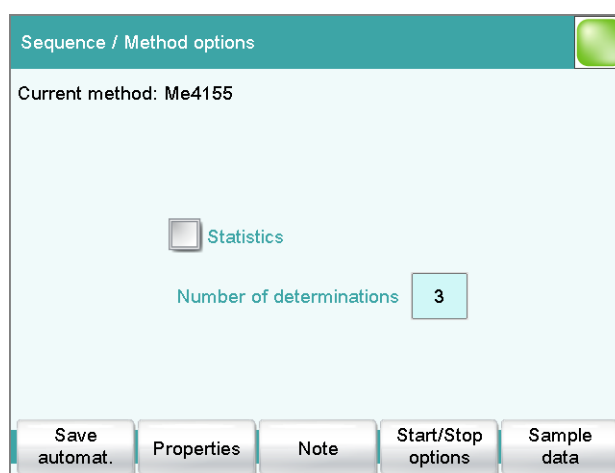 Sequence / Method options
Current method: Me4155
Statistics
Number of determinations 3
Save
automat.
Properties
Note
Start/Stop
options
Sample
data